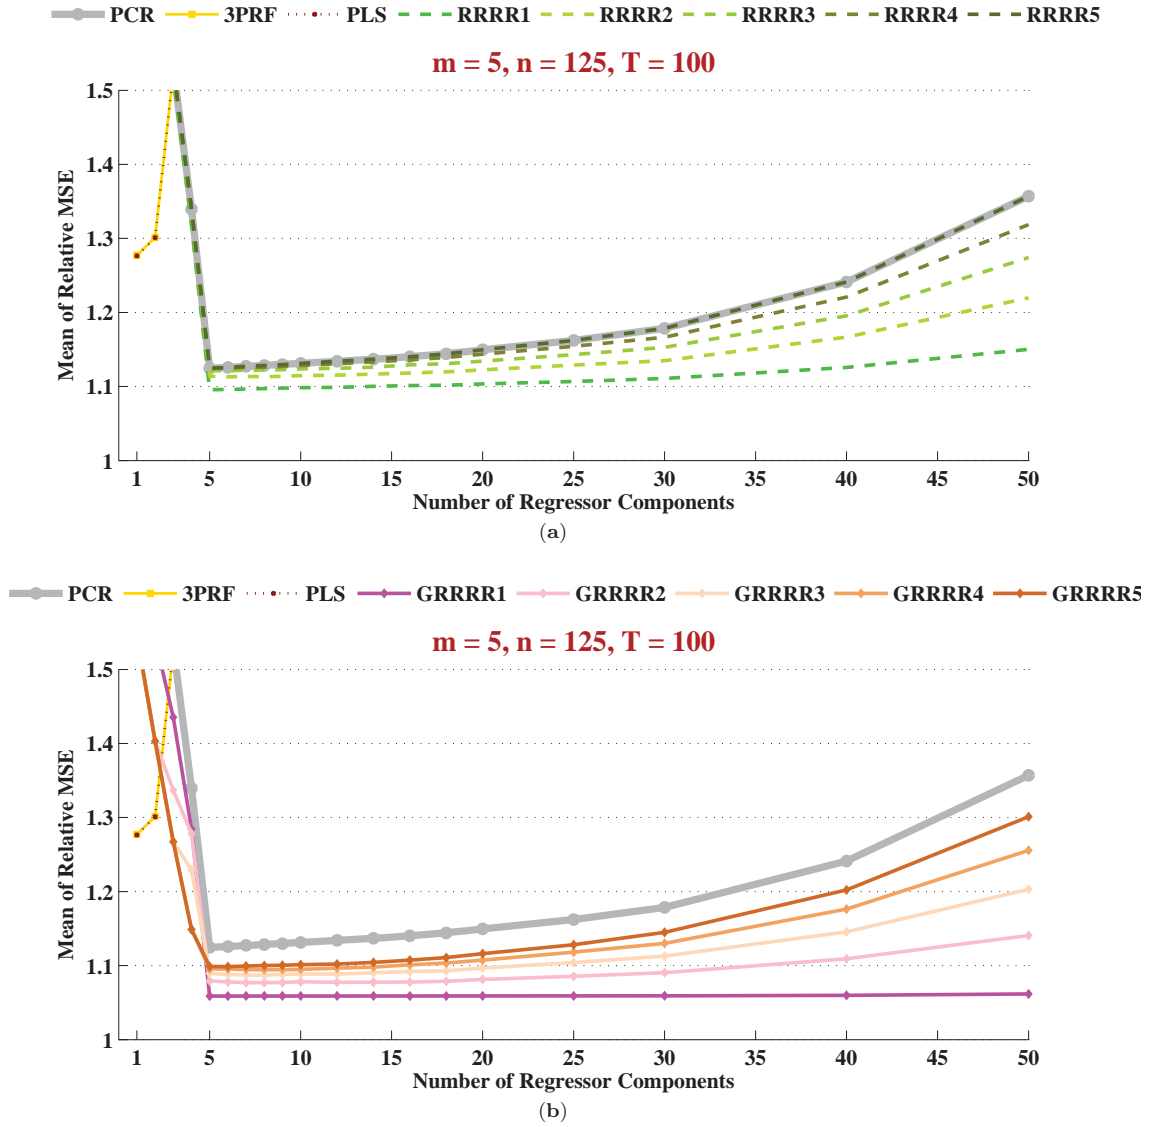 PCR 3PRF PLS RRRR1 RRRR2 RRRR3 RRRR4 RRRR5
m = 5, n = 125, T = 100
1.5
1.4
1.3
1.2
1.1
1
Mean of Relative MSE
1 5 10 15 20 25 30 35 40 45 50
Number of Regressor Components
(a)
PCR 3PRF PLS GRRRR1 GRRRR2 GRRRR3 GRRRR4 GRRRR5
m = 5, n = 125, T = 100
1.5
1.4
1.3
1.2
1.1
1
Mean of Relative MSE
1 5 10 15 20 25 30 35 40 45 50
Number of Regressor Components
(b)